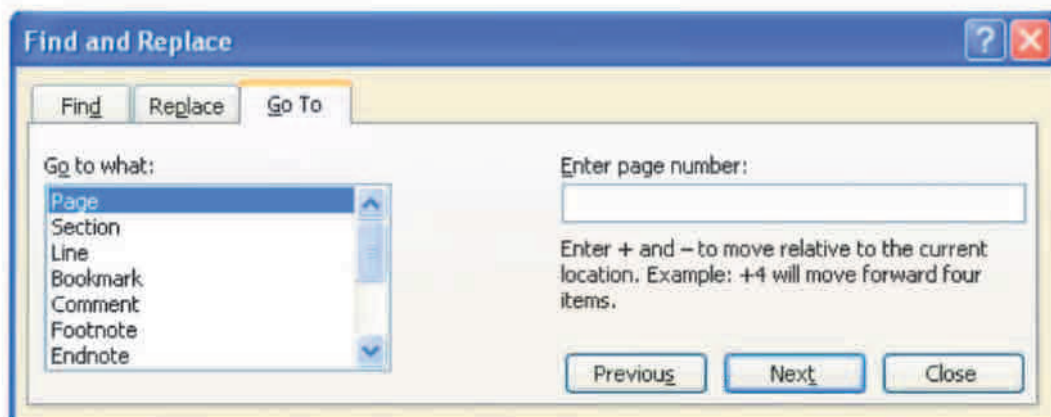 Find and Replace
Find
Replace
Go To
Go to what:
Page
Section
Line
Bookmark
Comment
Footnote
Endnote
Enter page number:
Enter + and – to move relative to the current
location. Example: +4 will move forward four
items.
Previous
Next
Close